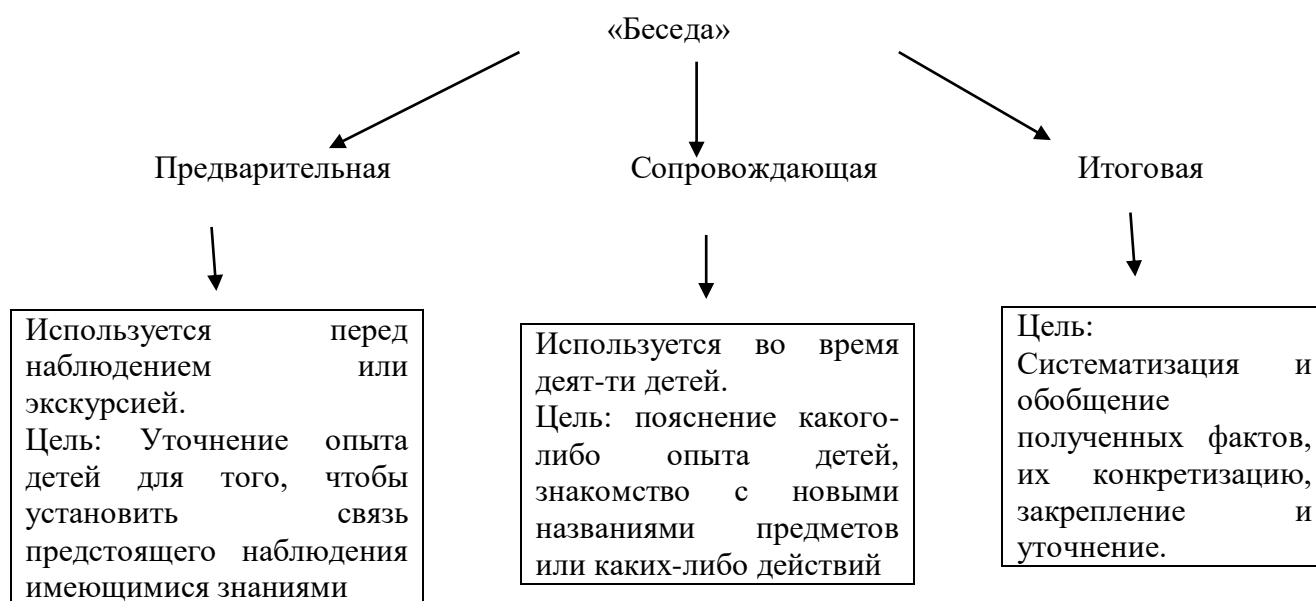 «Беседа»
Предварительная
Сопровождающая
Итоговая
Используется перед
наблюдением или
экскурсией.
Цель: Уточнение опыта
детей для того, чтобы
установить связь
предстоящего наблюдения
имеющимися знаниями
Используется во время
деят-ти детей.
Цель: пояснение какого-
либо опыта детей,
знакомство с новыми
названиями предметов
или каких-либо действий
Цель:
Систематизация и
обобщение
полученных фактов,
их конкретизацию,
закрепление и
уточнение.